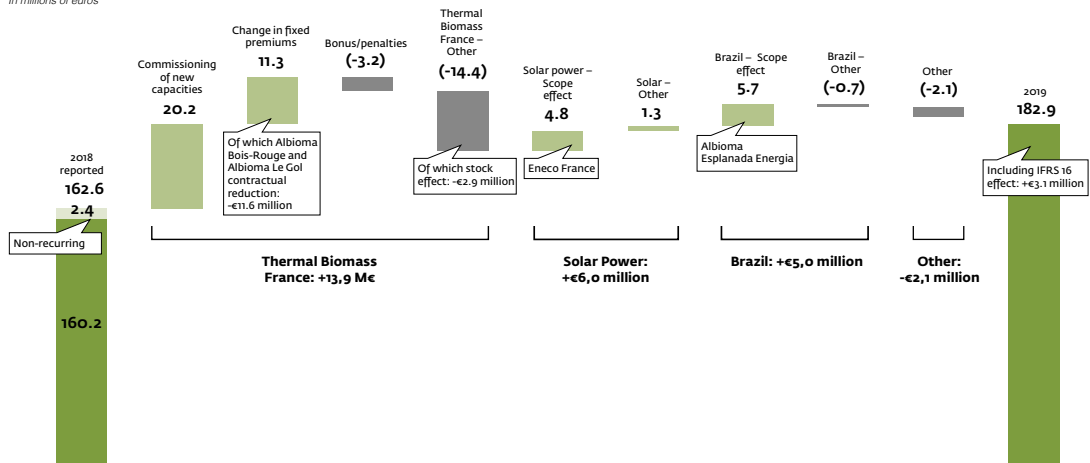 In millions of euros
2018
reported
162.6
2.4
Non-recurring
160.2
Commissioning
of new
capacities
20.2
Change in fixed
premiums
11.3
Of which Albioma
Bois-Rouge and
Albioma Le Gol
contractual
reduction:
-€11.6 million
Bonus/penalties
(-3.2)
Thermal
Biomass
France –
Other
(-14.4)
Of which stock
effect: -€2.9 million
Thermal Biomass
France: +13,9 M€
Solar power –
Scope
effect
4.8
Eneco France
Solar –
Other
1.3
Solar Power:
+€6,0 million
Brazil – Scope
effect
5.7
Albioma
Esplanada Energia
Brazil –
Other
(-0.7)
Brazil: +€5,0 million
Other
(-2.1)
Other:
-€2,1 million
2019
182.9
Including IFRS 16
effect: +€3.1 million